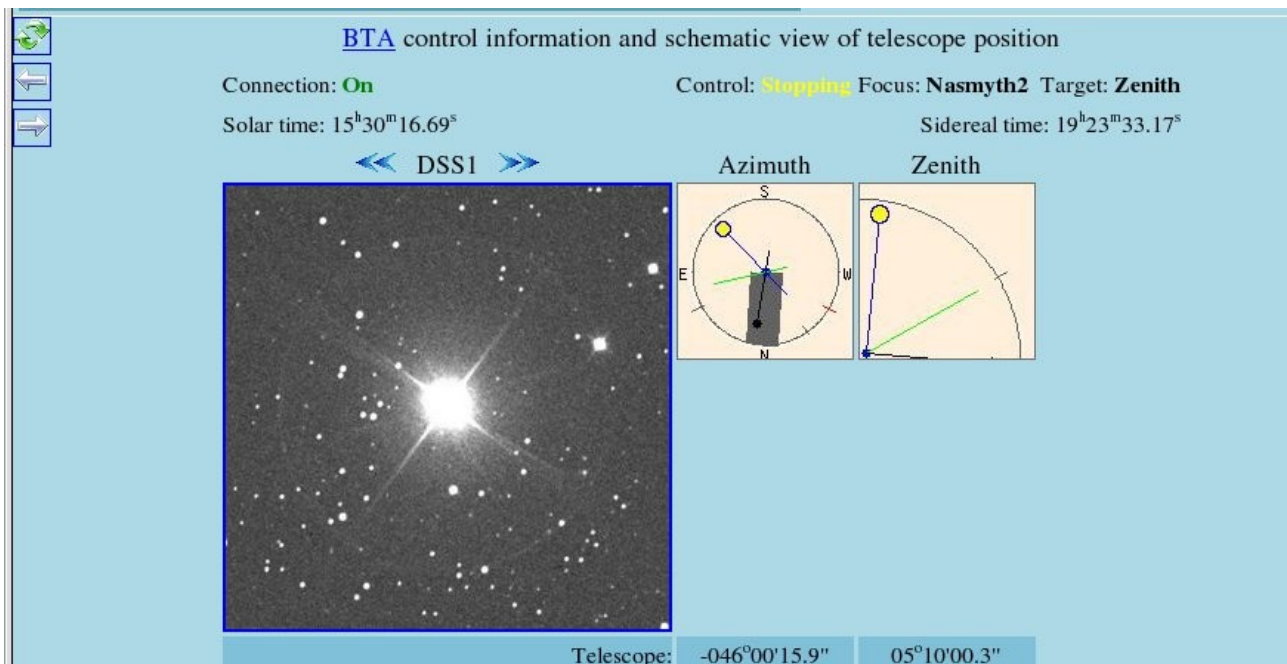 BTA control information and schematic view of telescope position
Connection: On Control: Stopping Focus: Nasmyth2 Target: Zenith
Solar time: 15h30m16.69s Sidereal time: 19h23m33.17s
DSS1 Azimuth Zenith
S
E W
N
Telescope: -046°00'15.9" 05°10'00.3"